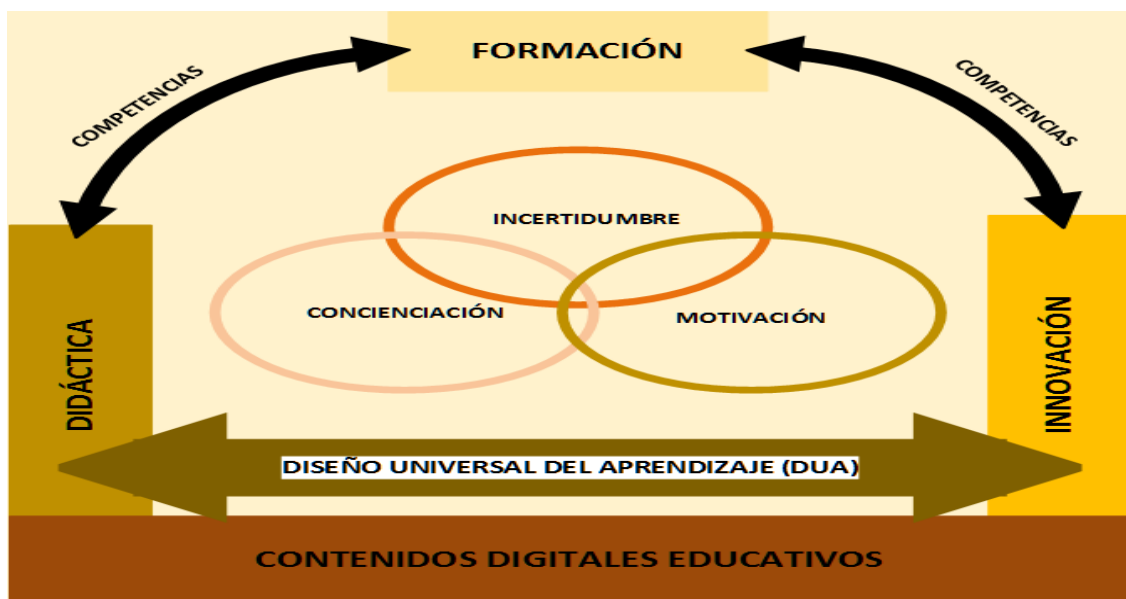 FORMACIÓN
COMPETENCIAS
COMPETENCIAS
INCERTIDUMBRE
CONCIENCIACIÓN
MOTIVACIÓN
DIDÁCTICA
INNOVACIÓN
DISEÑO UNIVERSAL DEL APRENDIZAJE (DUA)
CONTENIDOS DIGITALES EDUCATIVOS